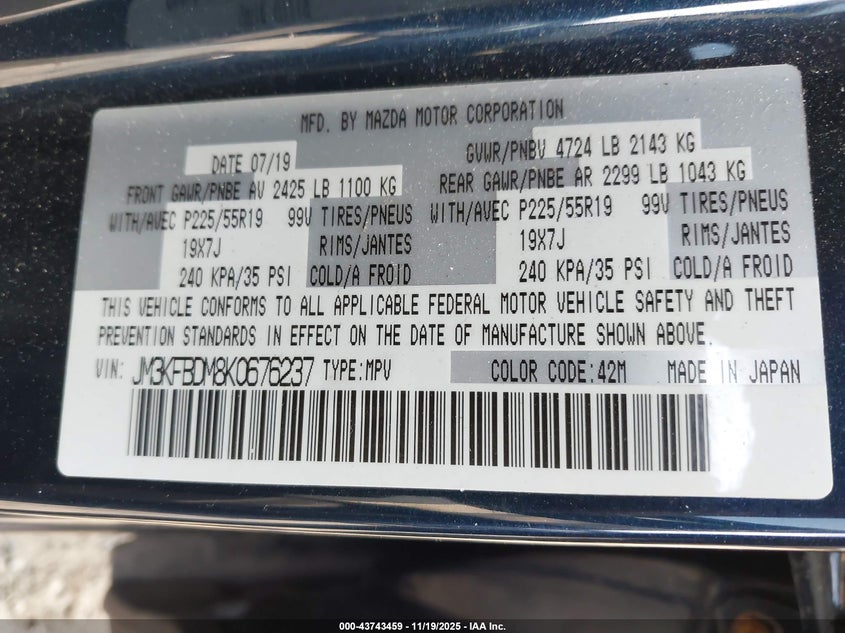 MFD. BY MAZDA MOTOR CORPORATION
DATE 07/19 GVWR/PNBV 4724 LB 2143 KG
FRONT GAWR/PNBE AV 2425 LB 1100 KG REAR GAWR/PNBE AR 2299 LB 1043 KG
WITH/AVEC P225/55R19 99V TIRES/PNEUS WITH/AVEC P225/55R19 99V TIRES/PNEUS
19X7J RIMS/JANTES 19X7J RIMS/JANTES
240 KPA/35 PSI COLD/A FROID 240 KPA/35 PSI COLD/A FROID
THIS VEHICLE CONFORMS TO ALL APPLICABLE FEDERAL MOTOR VEHICLE SAFETY AND THEFT
PREVENTION STANDARDS IN EFFECT ON THE DATE OF MANUFACTURE SHOWN ABOVE.
VIN: JM3KFBDM8K0676237 TYPE:MPV COLOR CODE:42M MADE IN JAPAN
000-43743459 - 11/19/2025 - IAA Inc.